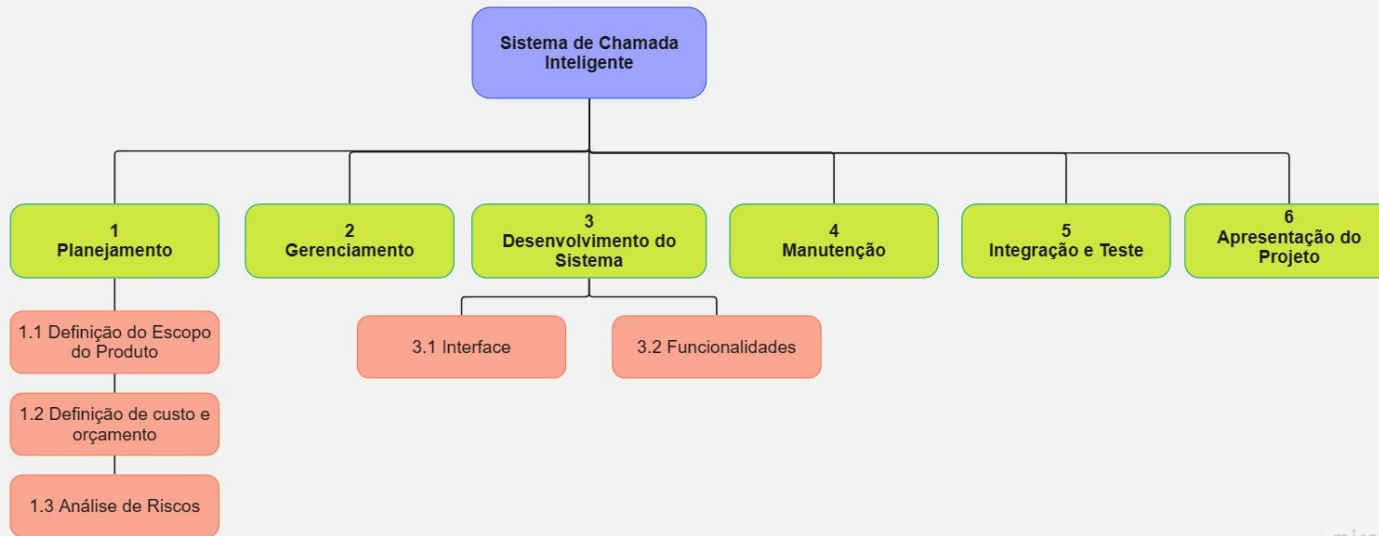 Sistema de Chamada
Inteligente
1
Planejamento
2
Gerenciamento
3
Desenvolvimento do
Sistema
4
Manutenção
5
Integração e Teste
6
Apresentação do
Projeto
1.1 Definição do Escopo
do Produto
1.2 Definição de custo e
orçamento
1.3 Análise de Riscos
3.1 Interface
3.2 Funcionalidades